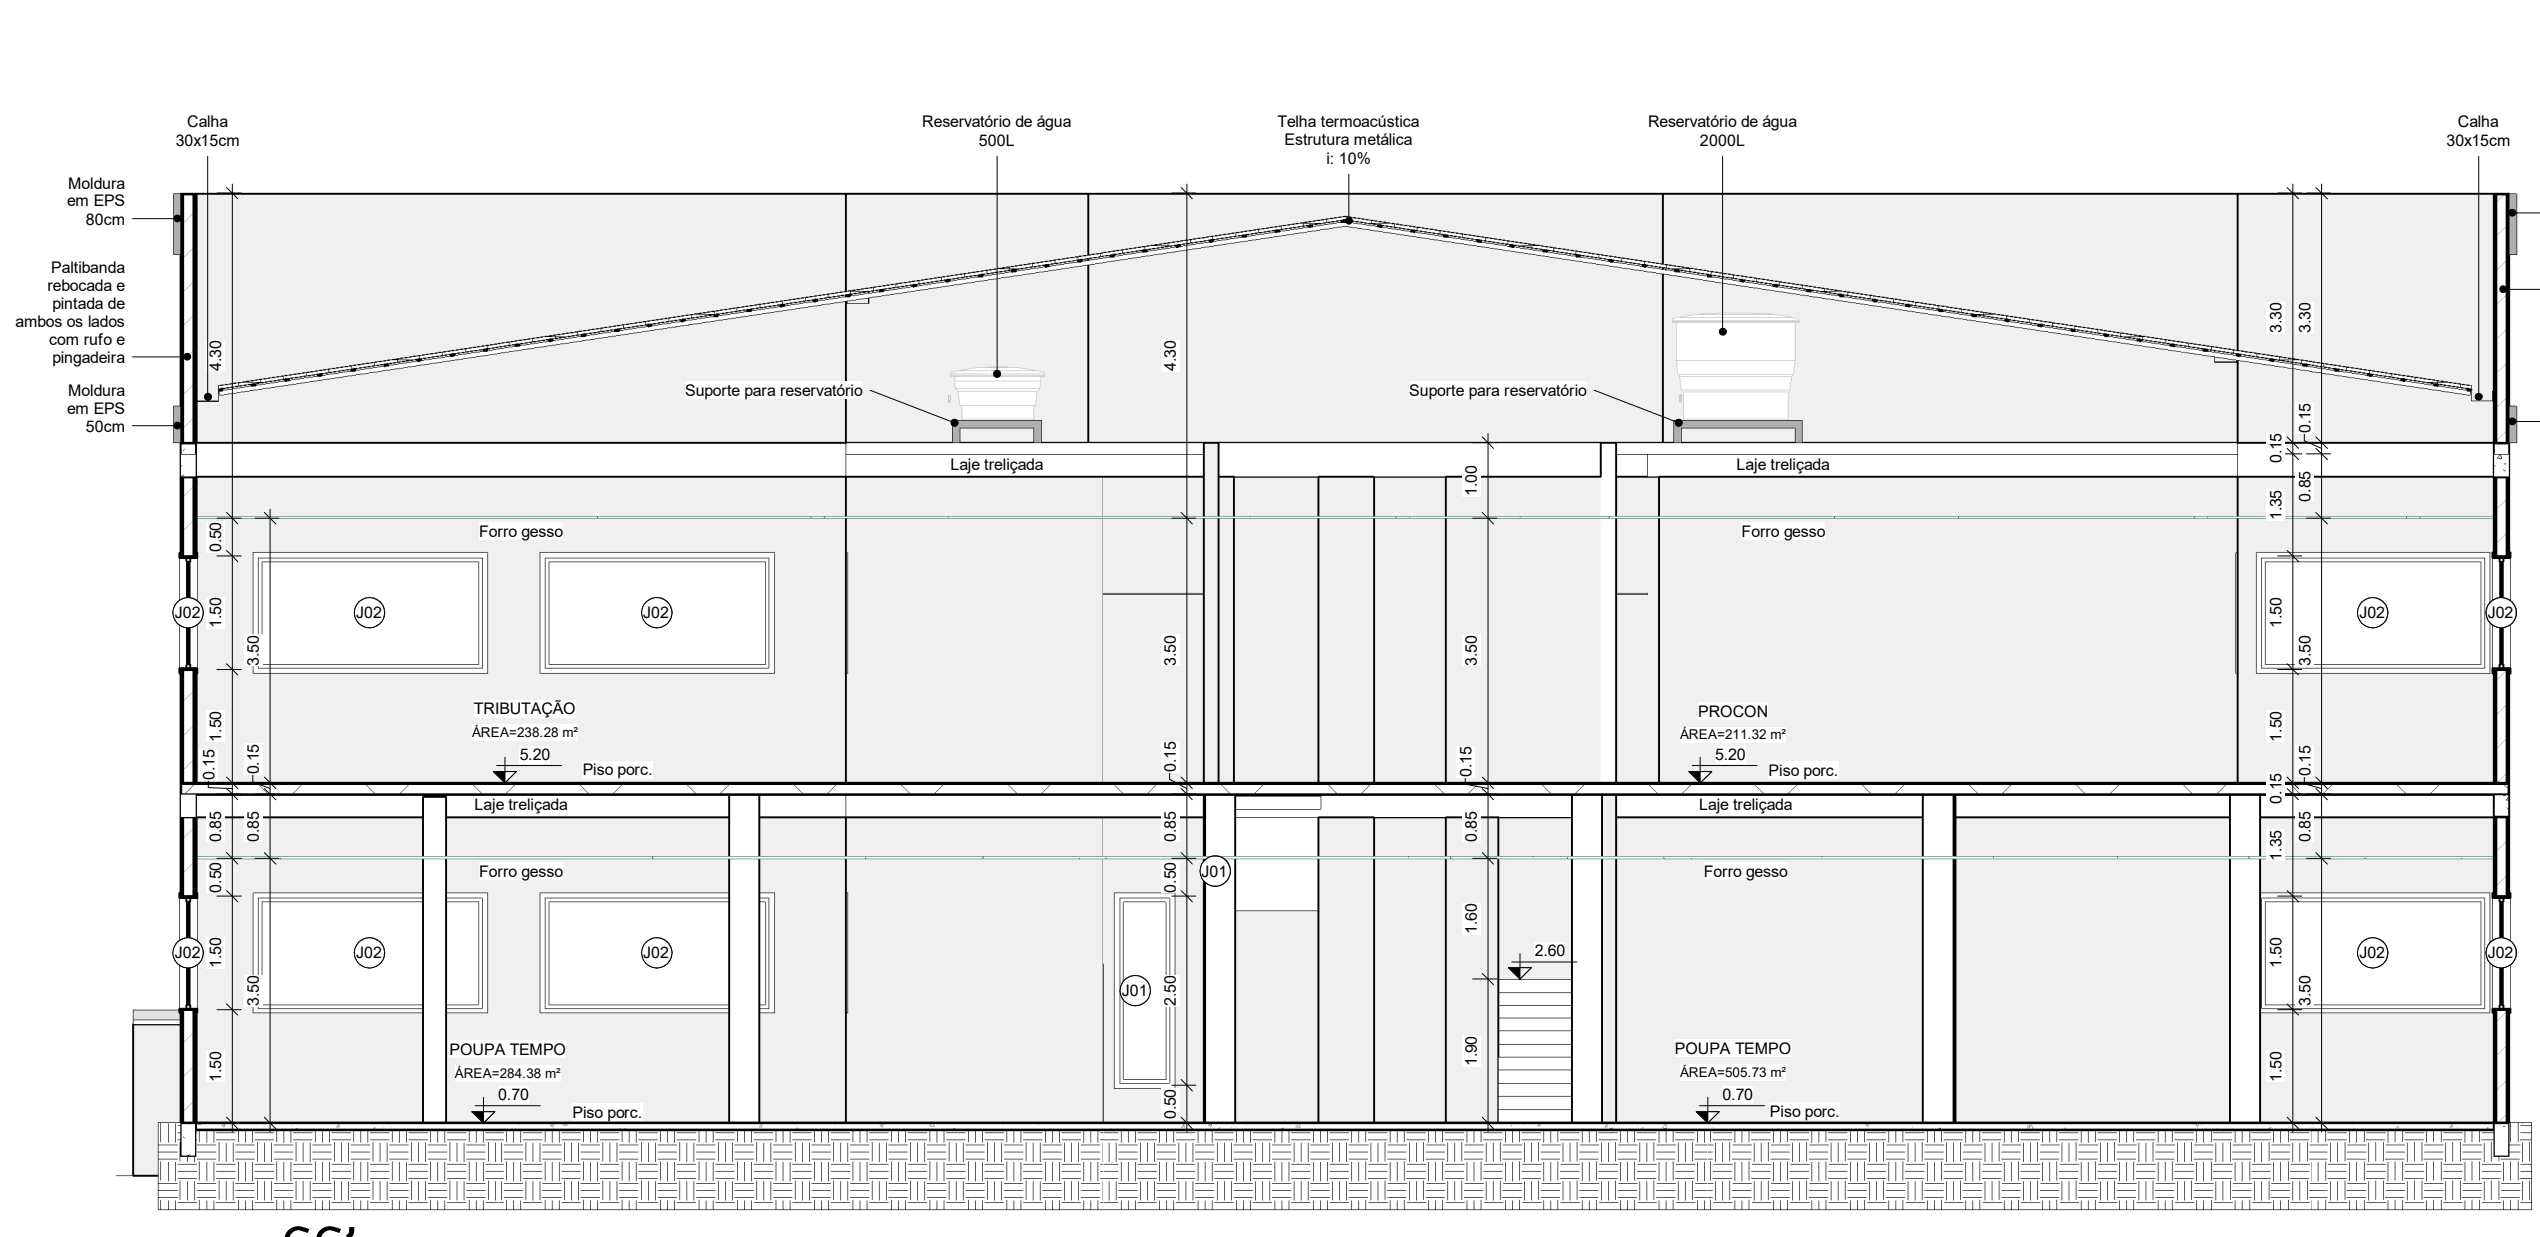 Calha
30x15cm
Reservatório de água
500L
Telha termoacústica
Estrutura metálica
i: 10%
Reservatório de água
2000L
Calha
30x15cm
Moldura
em EPS
80cm
Paltibanda
rebocada e
pintada de
ambos os lados
com rufo e
pingadeira
Moldura
em EPS
50cm
4.30
4.30
3.30
3.30
Suporte para reservatório
Suporte para reservatório
0.15
0.15
Laje treliçada
Laje treliçada
1.00
0.85
1.35
0.50
Forro gesso
Forro gesso
J02
1.50
J02
J02
1.50
J02
J02
3.50
3.50
3.50
3.50
TRIBUTAÇÃO
ÁREA=238.28 m²
5.20
Piso porc.
PROCON
ÁREA=211.32 m²
5.20
Piso porc.
1.50
1.50
0.15
0.15
0.15
0.15
0.15
0.15
Laje treliçada
Laje treliçada
0.85
0.85
0.85
0.85
0.85
1.35
0.50
Forro gesso
0.50
J01
Forro gesso
1.60
J02
1.50
J02
J02
2.60
1.50
J02
J02
3.50
J01
2.50
3.50
1.50
POUPA TEMPO
ÁREA=284.38 m²
0.70
Piso porc.
0.50
1.90
POUPA TEMPO
ÁREA=505.73 m²
0.70
Piso porc.
1.50